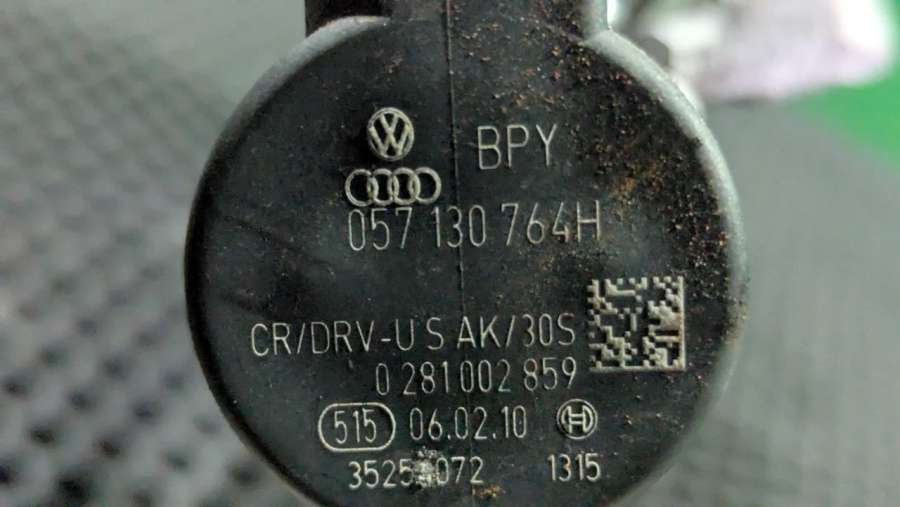 BPY
057 130 764H
CR/DRV-U S AK/30S
0 281 002 859
515 06.02.10
1315